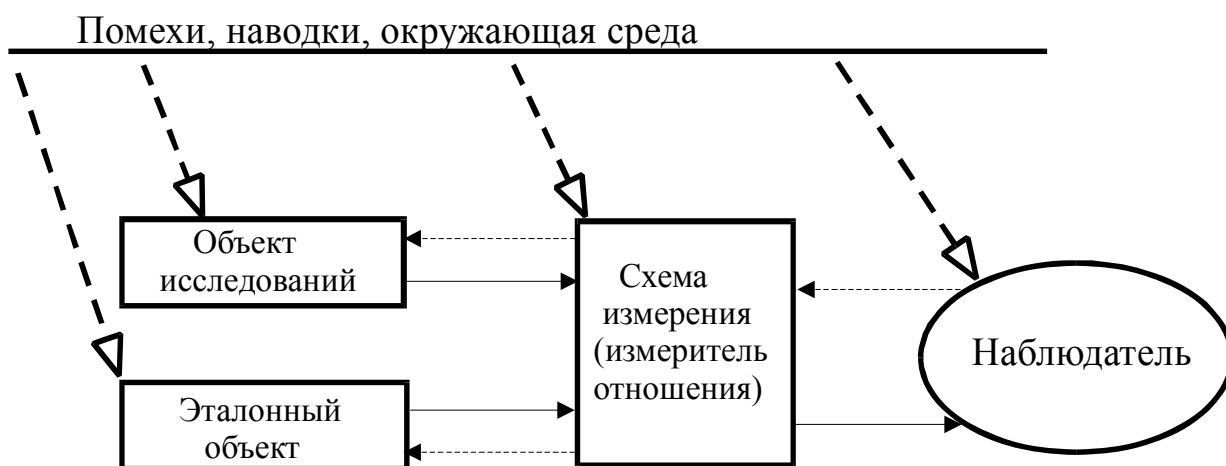 Помехи, наводки, окружающая среда
Объект
исследований
Схема
измерения
(измеритель
отношения)
Наблюдатель
Эталонный
объект